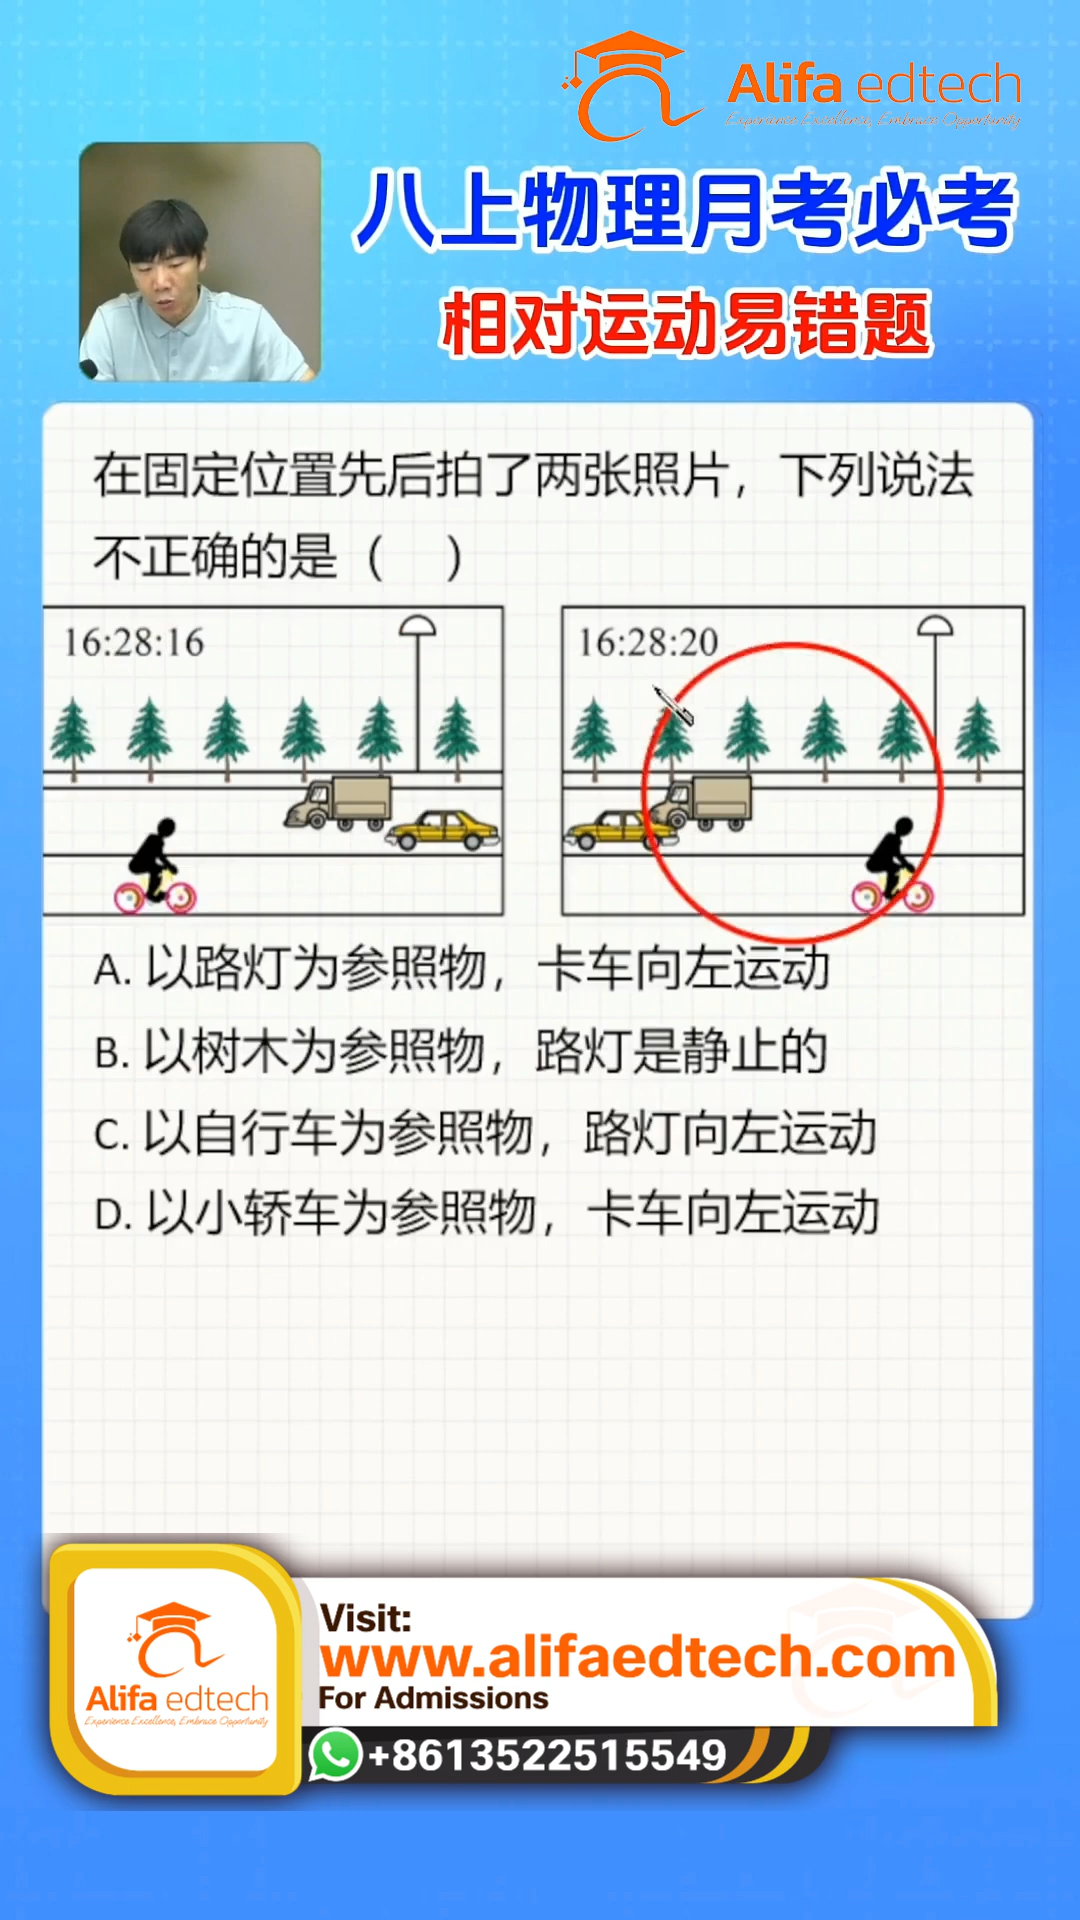 Alifa edtech
Experience Excellence, Embrace Opportunity
八上物理月考必考
相对运动易错题
在固定位置先后拍了两张照片，下列说法
不正确的是（ ）
16:28:16
16:28:20
A. 以路灯为参照物，卡车向左运动
B. 以树木为参照物，路灯是静止的
C. 以自行车为参照物，路灯向左运动
D. 以小轿车为参照物，卡车向左运动
Visit:
www.alifaedtech.com
For Admissions
Alifa edtech
Experience Excellence, Embrace Opportunity
+8613522515549